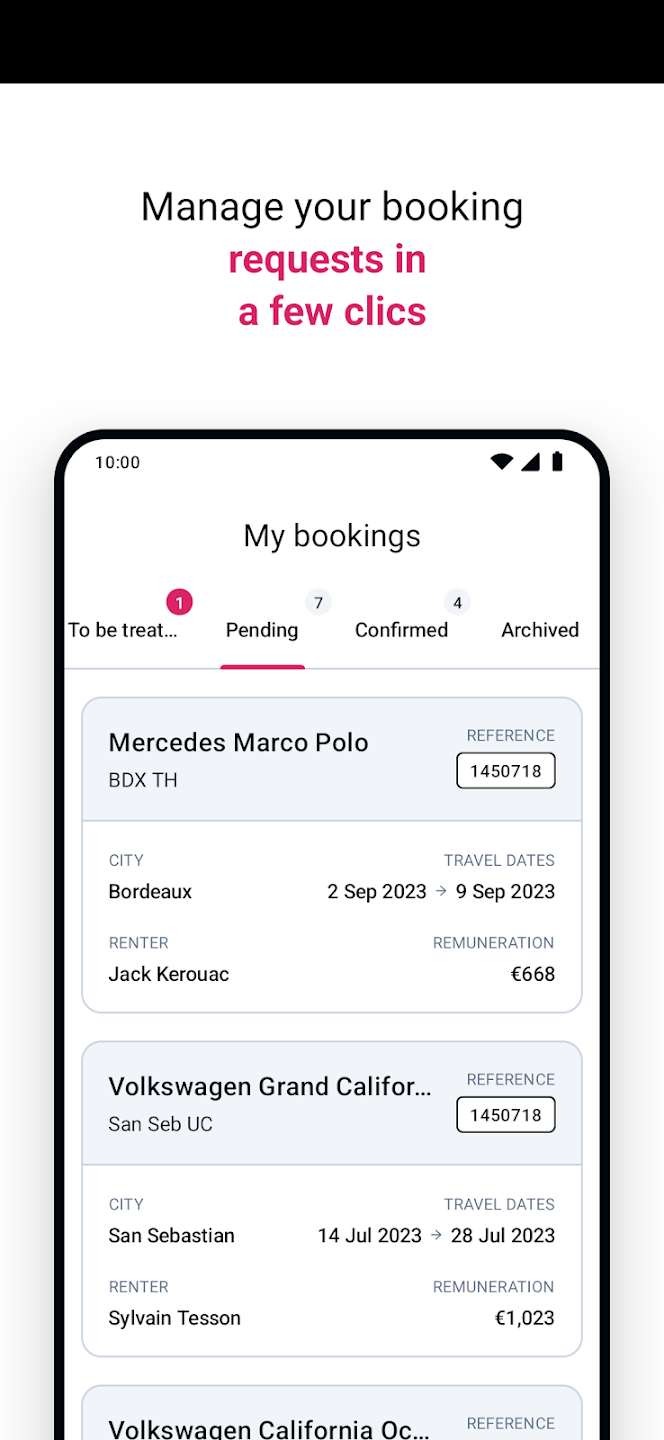 Manage your booking
requests in
a few clics
10:00
My bookings
1
7
4
To be treat...
Pending
Confirmed
Archived
Mercedes Marco Polo
BDX TH
REFERENCE
1450718
CITY
TRAVEL DATES
Bordeaux
2 Sep 2023 → 9 Sep 2023
RENTER
REMUNERATION
Jack Kerouac
€668
Volkswagen Grand Califor...
San Seb UC
REFERENCE
1450718
CITY
TRAVEL DATES
San Sebastian
14 Jul 2023 → 28 Jul 2023
RENTER
REMUNERATION
Sylvain Tesson
€1,023
Volkswagen California Oc...
REFERENCE